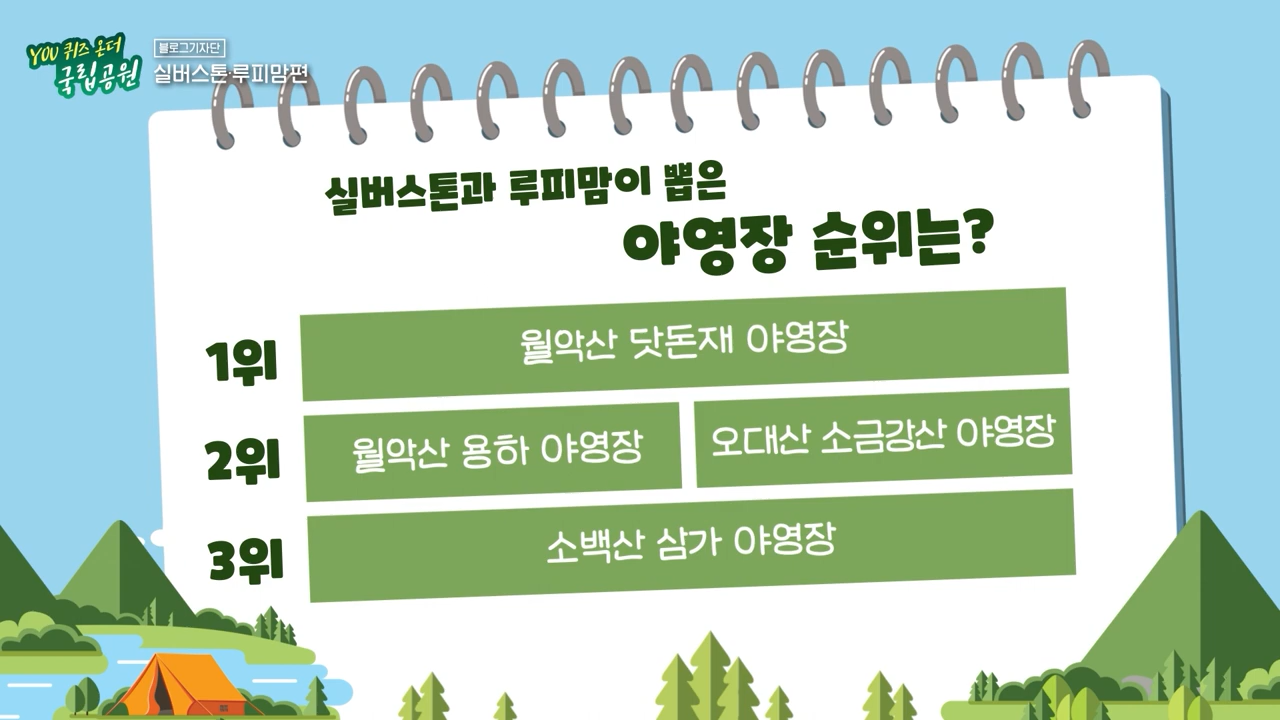 YOU 퀴즈 온더
국립공원
블로그기자단
실버스톤·루피맘편
실버스톤과 루피맘이 뽑은
야영장 순위는?
1위
월악산 닷돈재 야영장
2위
월악산 용하 야영장
오대산 소금강산 야영장
3위
소백산 삼가 야영장